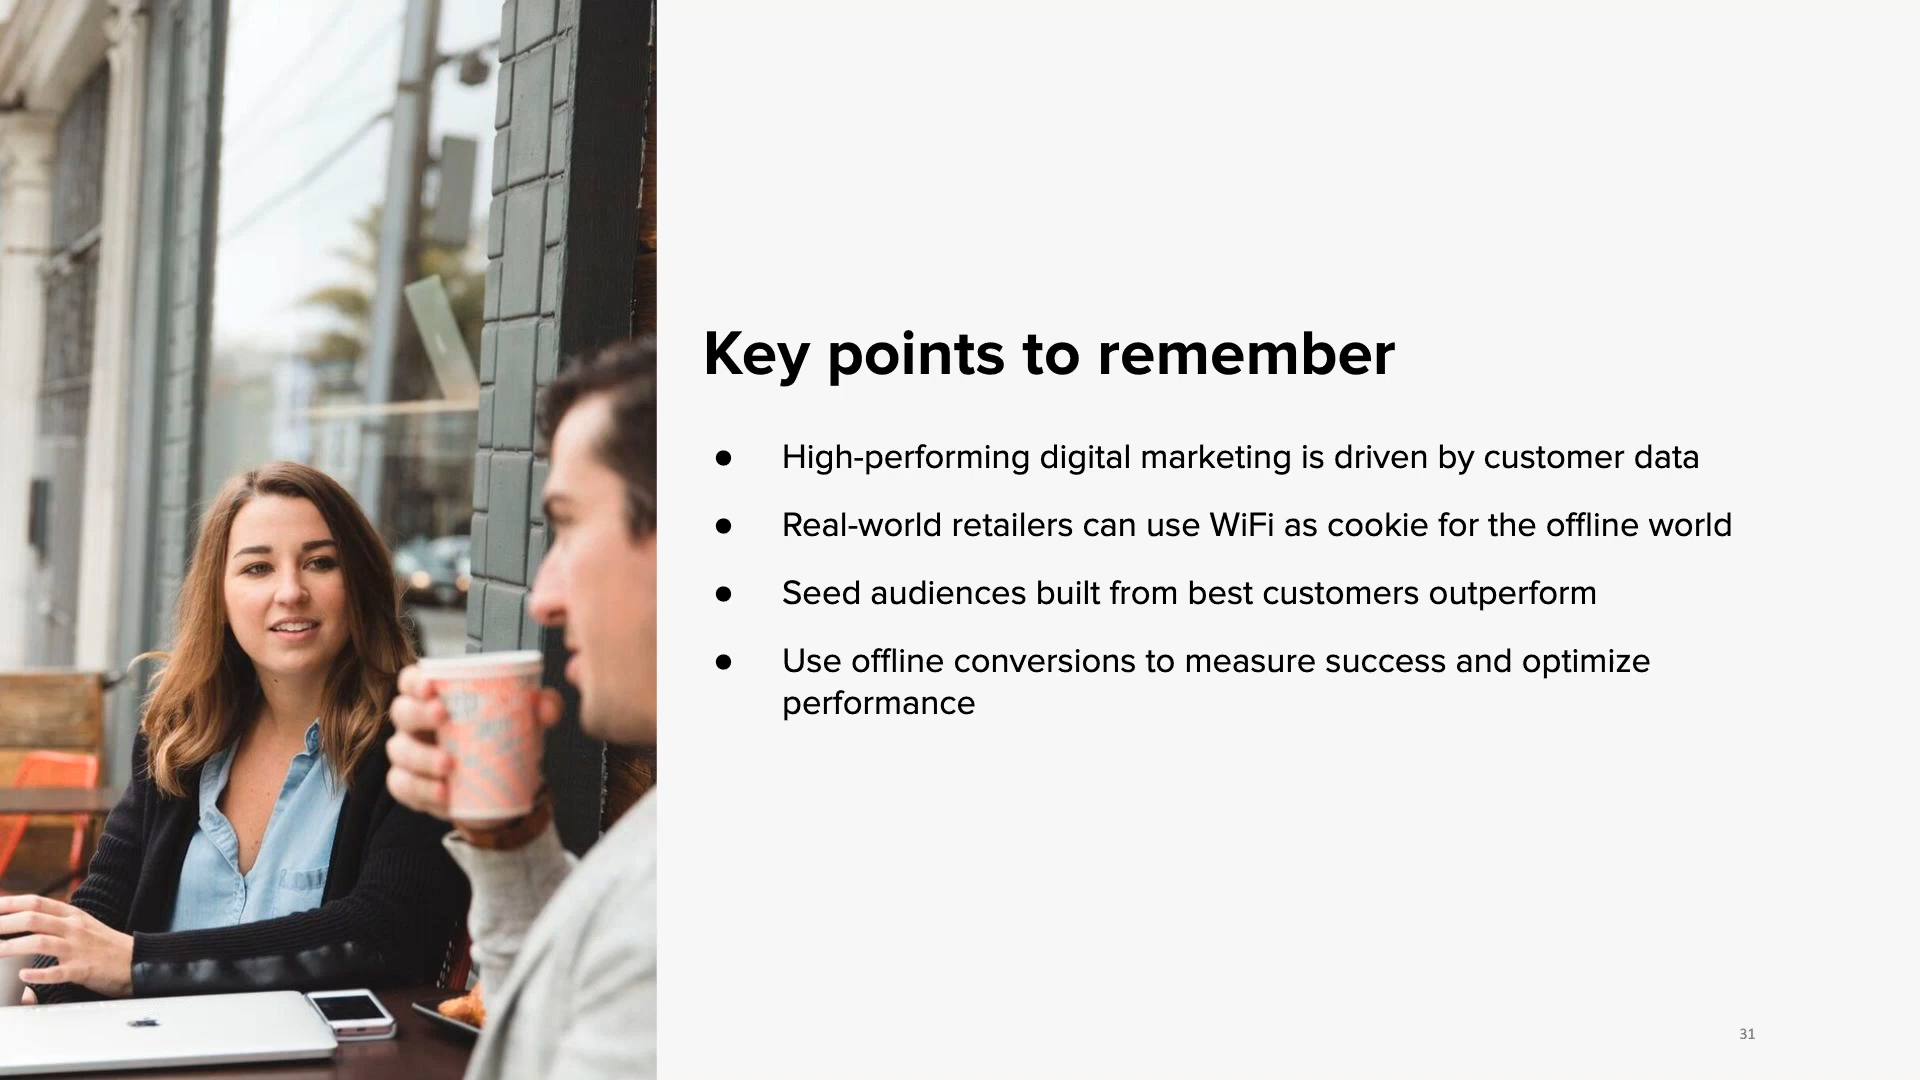 Key points to remember
● High-performing digital marketing is driven by customer data
● Real-world retailers can use WiFi as cookie for the offline world
● Seed audiences built from best customers outperform
● Use offline conversions to measure success and optimize
performance
31